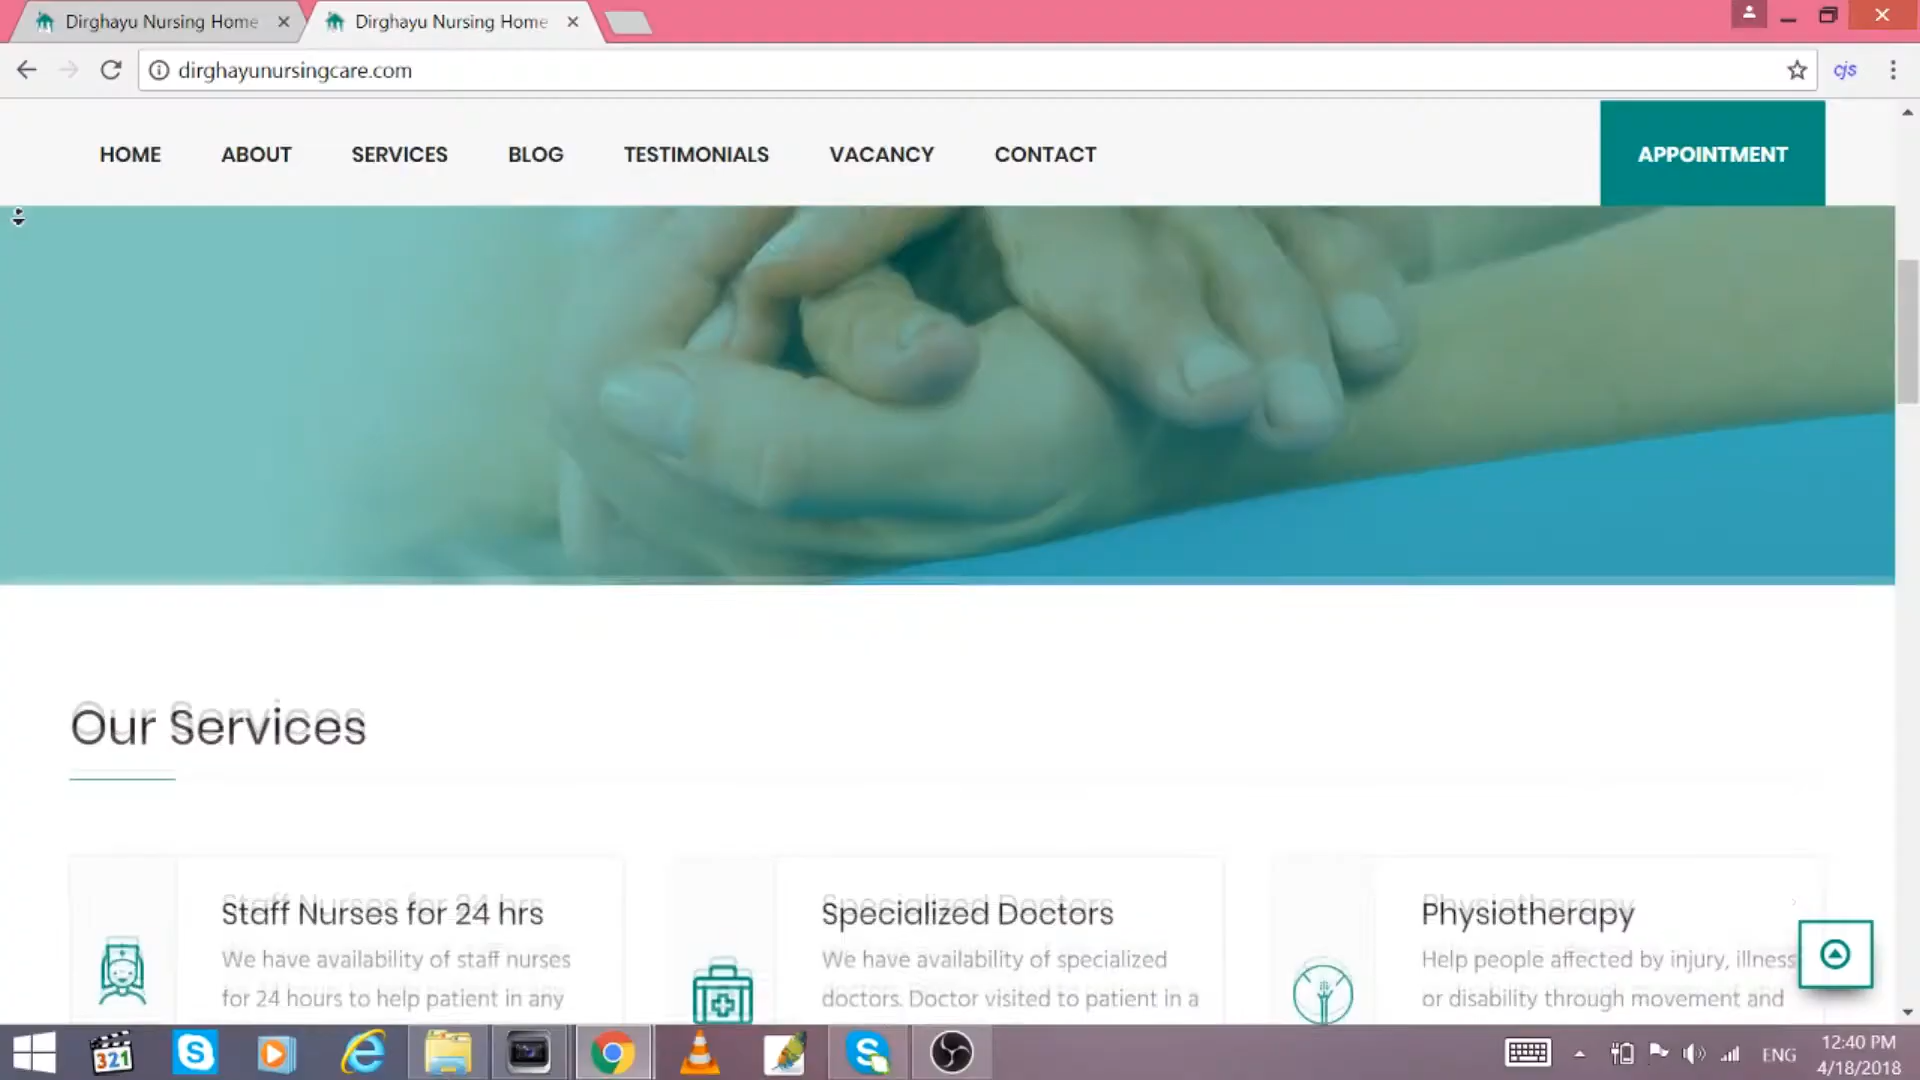 Dirghayu Nursing Home
Dirghayu Nursing Home
dirghayunursingcare.com
cjs
HOME
ABOUT
SERVICES
BLOG
TESTIMONIALS
VACANCY
CONTACT
APPOINTMENT
Our Services
Staff Nurses for 24 hrs
We have availability of staff nurses
for 24 hours to help patient in any
Specialized Doctors
We have availability of specialized
doctors. Doctor visited to patient in a
Physiotherapy
Help people affected by injury, illness
or disability through movement and
321
ENG
12:40 PM
4/18/2018